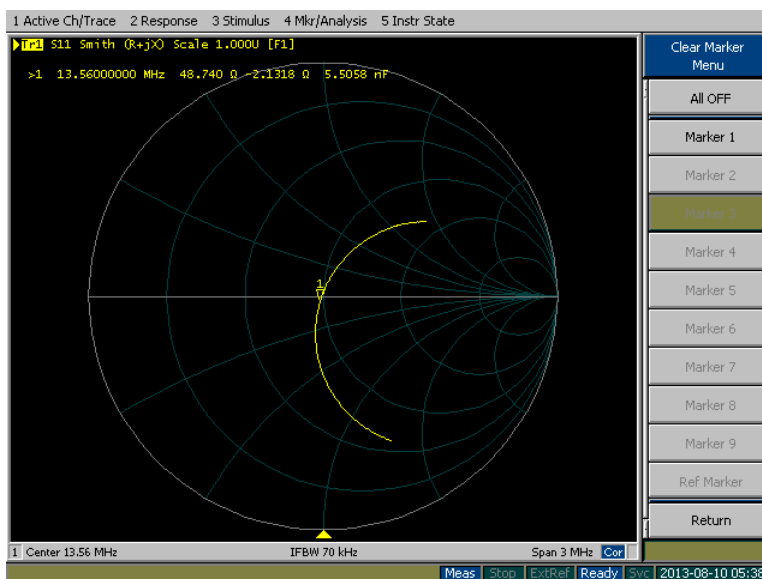 1 Active Ch/Trace 2 Response 3 Stimulus 4 Mkr/Analysis 5 Instr State
Tr1 S11 Smith (R+jX) Scale 1.000U [F1]
>1 13.56000000 MHz 48.740 Ω -2.1318 Ω 5.5058 nF
1
Clear Marker
Menu
All OFF
Marker 1
Marker 2
Marker 3
Marker 4
Marker 5
Marker 6
Marker 7
Marker 8
Marker 9
Ref Marker
Return
1 Center 13.56 MHz IFBW 70 kHz Span 3 MHz Cor
Meas Stop ExtRef Ready Svc 2013-08-10 05:38